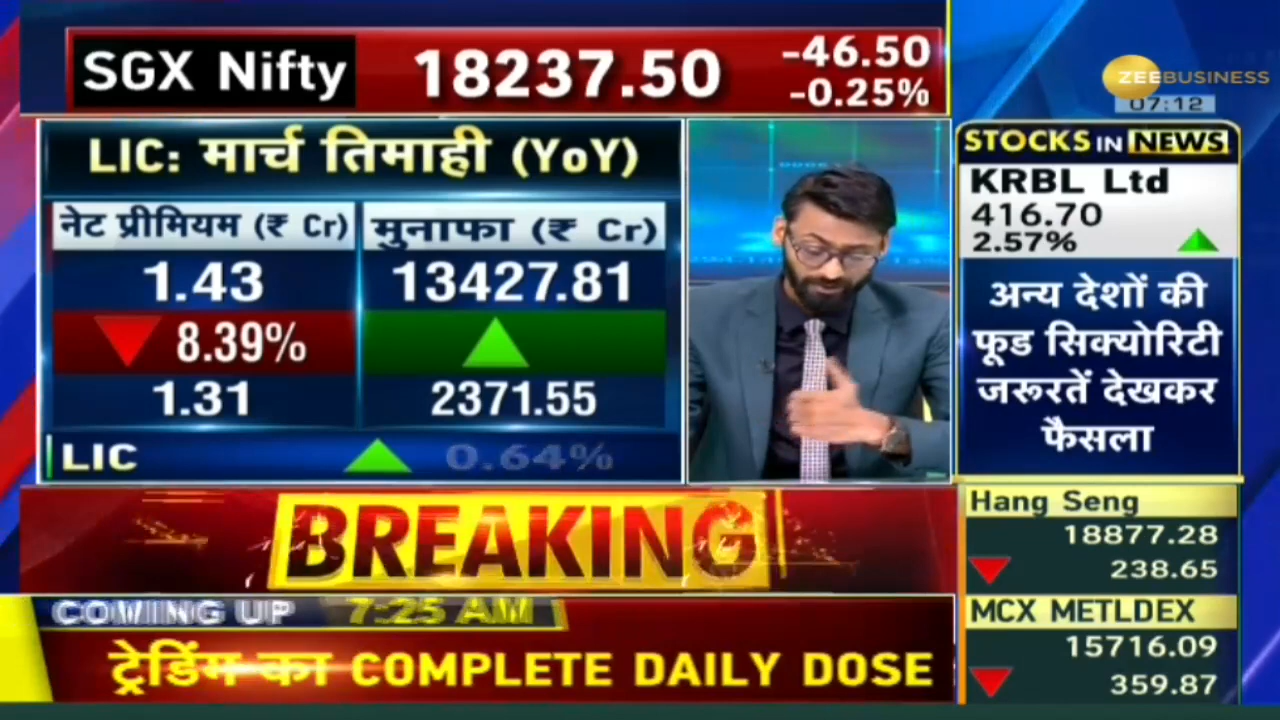 SGX Nifty 18237.50 -46.50
-0.25%
ZEEBUSINESS
07:12
LIC: मार्च तिमाही (YoY)
नेट प्रीमियम (₹ Cr) मुनाफा (₹ Cr)
1.43 13427.81
8.39%
1.31 2371.55
LIC 0.64%
STOCKS IN NEWS
KRBL Ltd
416.70
2.57%
अन्य देशों की
फूड सिक्योरिटी
जरूरतें देखकर
फैसला
BREAKING
Hang Seng
18877.28
238.65
MCX METLDEX
15716.09
359.87
COMING UP 7:25 AM
ट्रेडिंग का COMPLETE DAILY DOSE